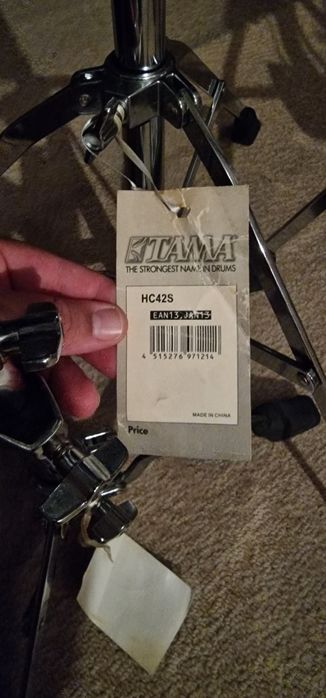 TAMA
THE STRONGEST NAME IN DRUMS
HC42S
EAN13,JAN13
4 515276 971214
MADE IN CHINA
Price